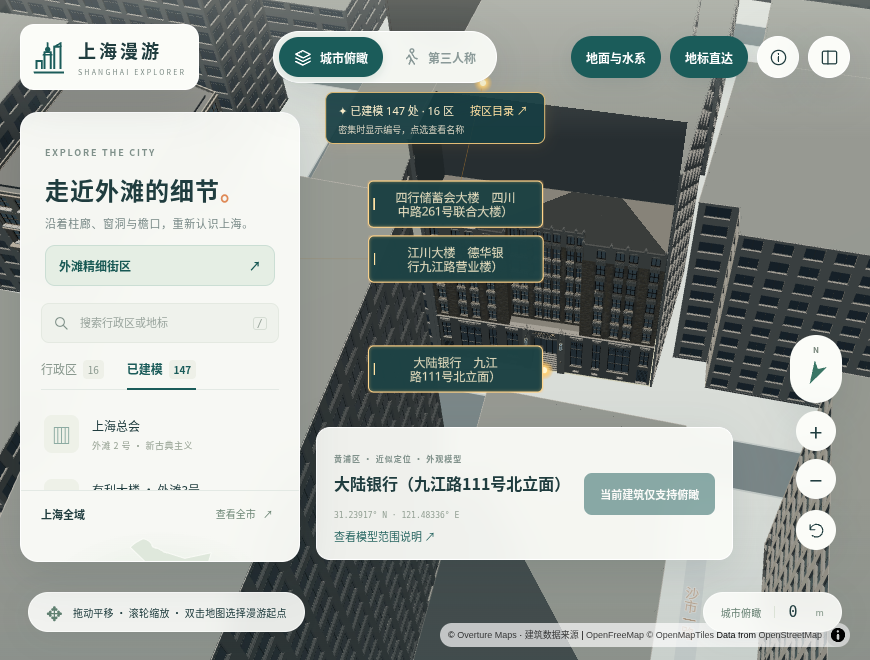 上海漫游
SHANGHAI EXPLORER
城市俯瞰
第三人称
地面与水系
地标直达
✦ 已建模 147 处 · 16 区 按区目录 ↗
密集时显示编号，点选查看名称
EXPLORE THE CITY
走近外滩的细节。
沿着柱廊、窗洞与檐口，重新认识上海。
外滩精细街区 ↗
搜索行政区或地标 /
行政区 16
已建模 147
上海总会
外滩 2 号 · 新古典主义
有利大楼 · 外滩3号
上海全域
查看全市 ↗
四行储蓄会大楼 四川
中路261号联合大楼）
江川大楼 德华银
行九江路营业楼）
大陆银行 九江
路111号北立面）
黄浦区 · 近似定位 · 外观模型
大陆银行（九江路111号北立面）
31.23917° N · 121.48336° E
查看模型范围说明 ↗
当前建筑仅支持俯瞰
N
+
−
沙市一
拖动平移 · 滚轮缩放 · 双击地图选择漫游起点
城市俯瞰 0 m
© Overture Maps · 建筑数据来源 | OpenFreeMap © OpenMapTiles Data from OpenStreetMap